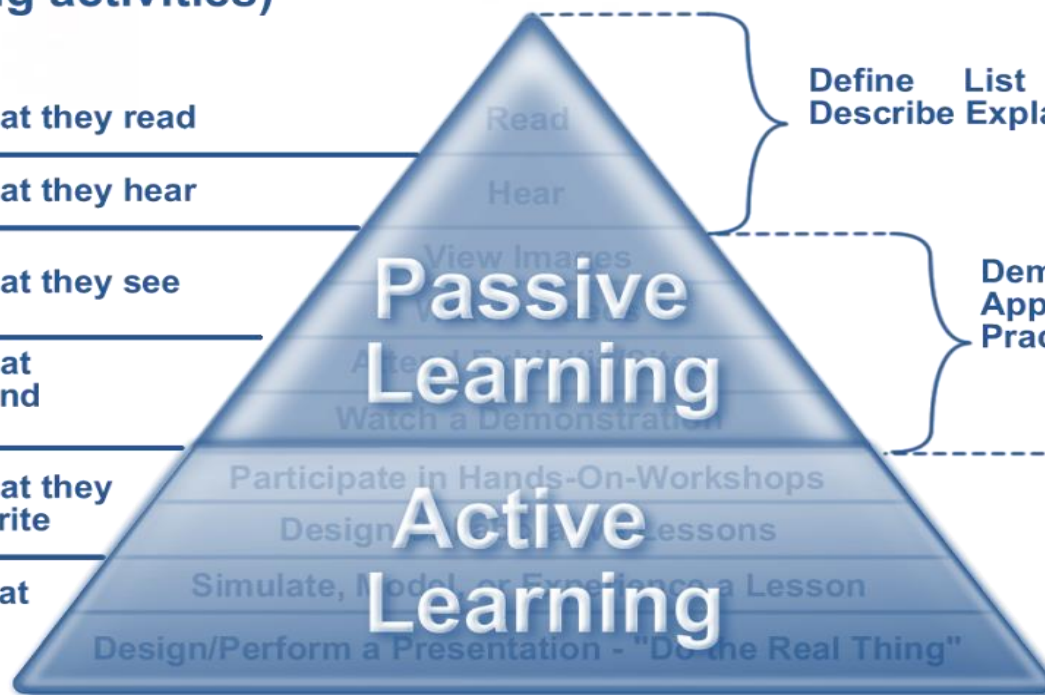 g activities)
at they read
at they hear
at they see
at
nd
at they
rite
at
Read
Hear
View Images
Attend
Watch a Demonstration
Passive
Learning
Participate in Hands-On-Workshops
Design Lessons
Simulate, Model, or Experience a Lesson
Design/Perform a Presentation - "Do the Real Thing"
Active
Learning
Define List
Describe Expla
Dem
App
Prac